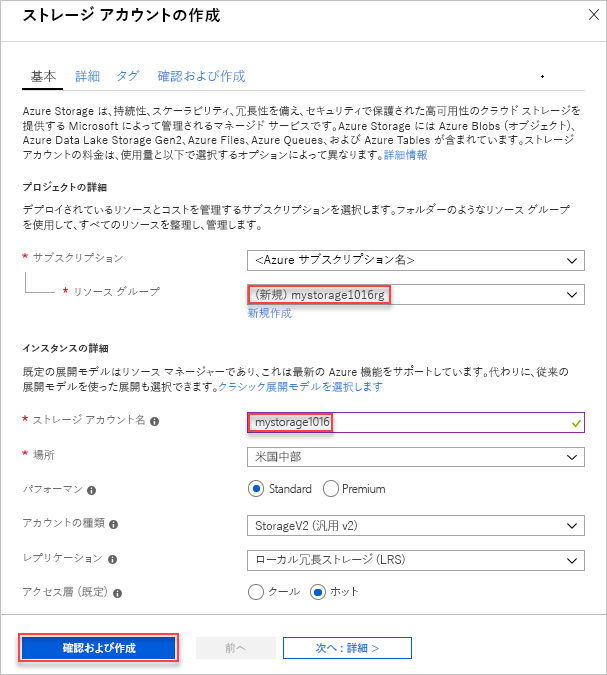 ストレージ アカウントの作成
基本 詳細 タグ 確認および作成
Azure Storage は、持続性、スケーラビリティ、冗長性を備え、セキュリティで保護された高可用性のクラウド ストレージを
提供する Microsoft によって管理されるマネージド サービスです。Azure Storage には Azure Blobs (オブジェクト)、
Azure Data Lake Storage Gen2、Azure Files、Azure Queues、および Azure Tables が含まれています。ストレージ
アカウントの料金は、使用量と以下で選択するオプションによって異なります。詳細情報
プロジェクトの詳細
デプロイされているリソースとコストを管理するサブスクリプションを選択します。フォルダーのようなリソース グループ
を使用して、すべてのリソースを整理し、管理します。
* サブスクリプション <Azure サブスクリプション名>
* リソース グループ (新規) mystorage1016rg
新規作成
インスタンスの詳細
既定の展開モデルはリソース マネージャーであり、これは最新の Azure 機能をサポートしています。代わりに、従来の
展開モデルを使った展開も選択できます。クラシック展開モデルを選択します
* ストレージ アカウント名 mystorage1016
* 場所 米国中部
パフォーマン Standard Premium
アカウントの種類 StorageV2 (汎用 v2)
レプリケーション ローカル冗長ストレージ (LRS)
アクセス層 (既定) クール ホット
確認および作成 前へ 次へ : 詳細 >